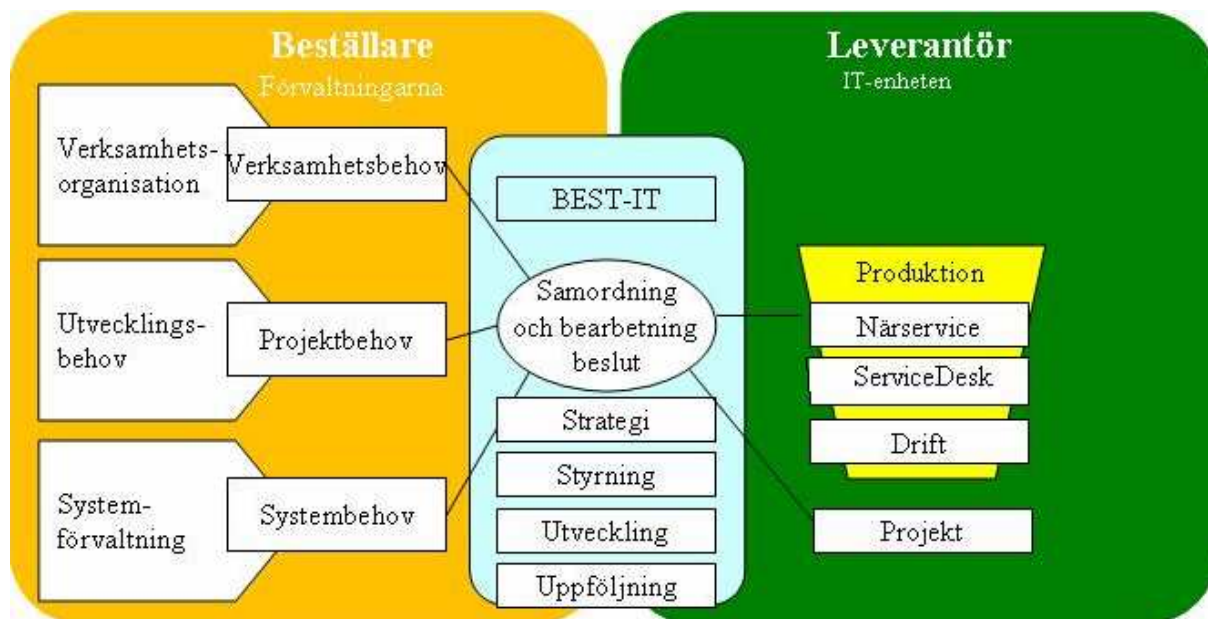 Beställare
Förvaltningarna
Verksamhets-
organisation
Verksamhetsbehov
Utvecklings-
behov
Projektbehov
System-
förvaltning
Systembehov
BEST-IT
Samordning
och bearbetning
beslut
Strategi
Styrning
Utveckling
Uppföljning
Leverantör
IT-enheten
Produktion
Närservice
ServiceDesk
Drift
Projekt